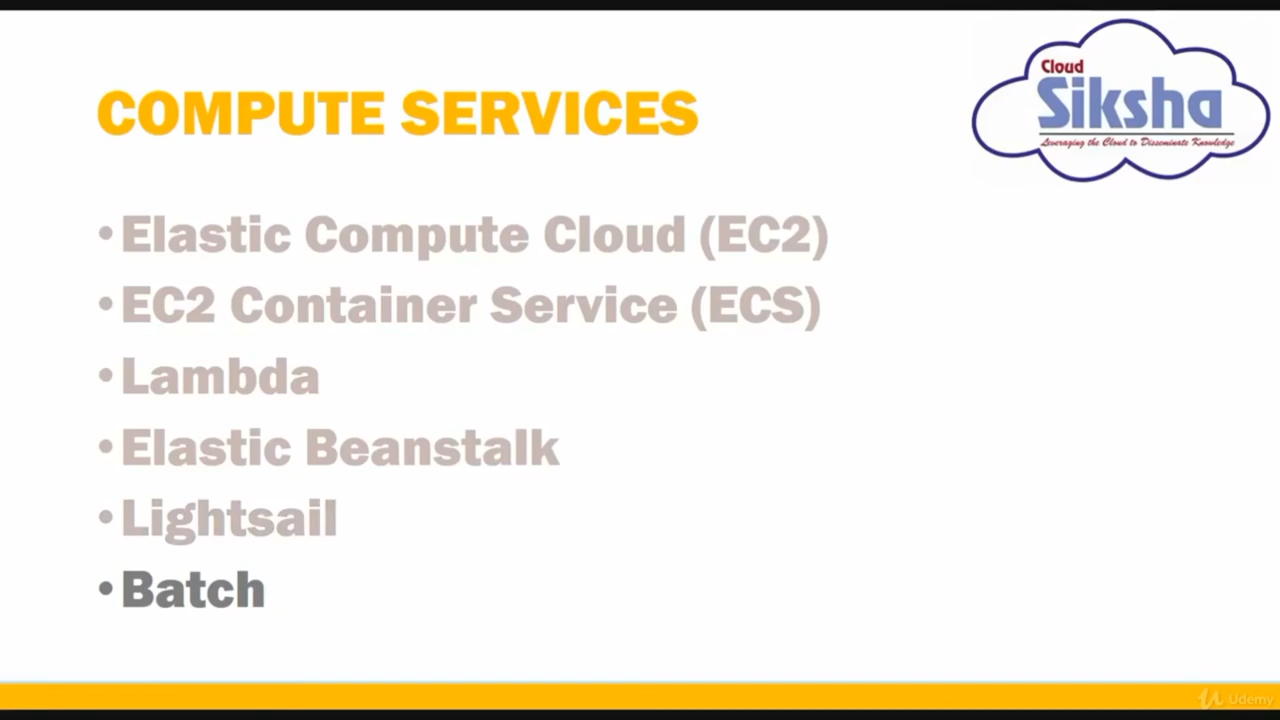 Cloud
Siksha
Leveraging the Cloud to Disseminate Knowledge
COMPUTE SERVICES
•Elastic Compute Cloud (EC2)
•EC2 Container Service (ECS)
•Lambda
•Elastic Beanstalk
•Lightsail
•Batch
Udemy